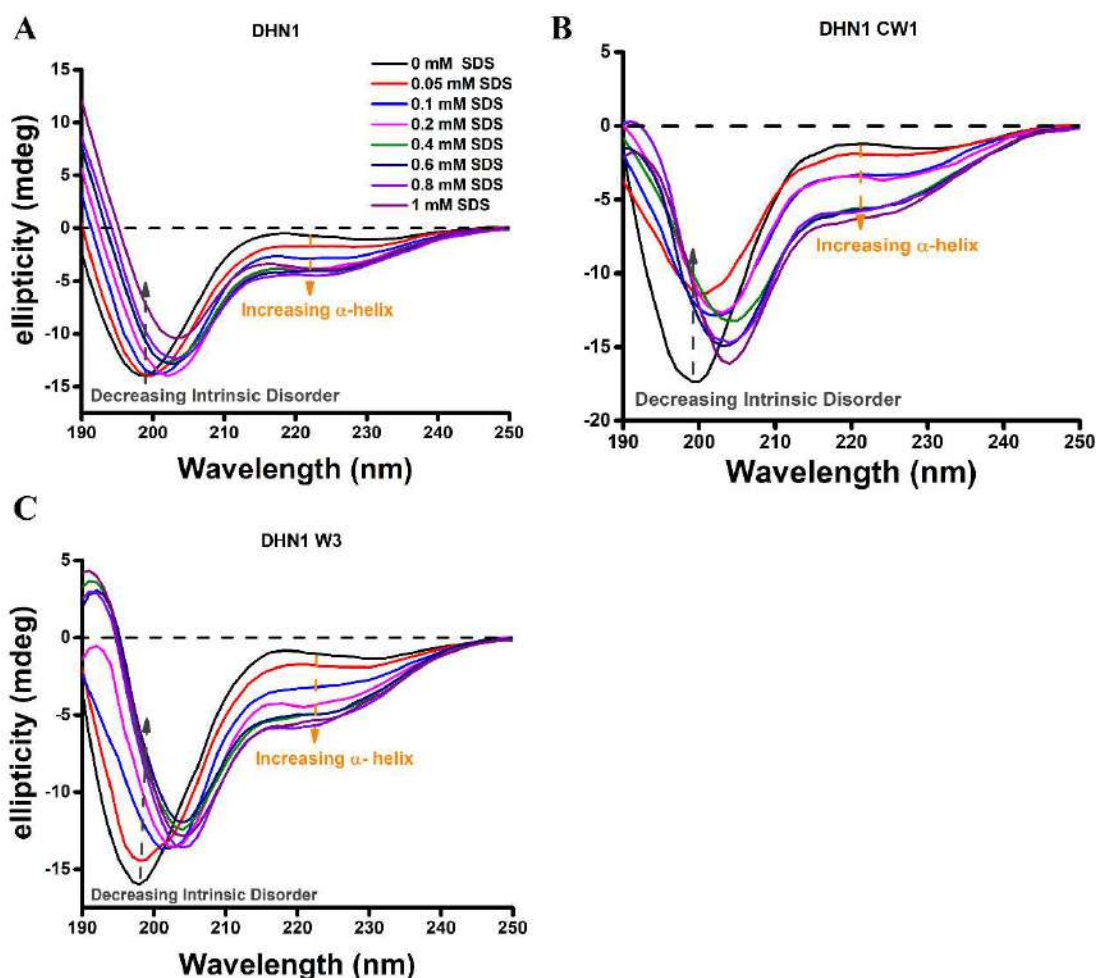 A
DHN1
0 mM SDS
0.05 mM SDS
0.1 mM SDS
0.2 mM SDS
0.4 mM SDS
0.6 mM SDS
0.8 mM SDS
1 mM SDS
ellipticity (mdeg)
15
10
5
0
-5
-10
-15
Increasing α-helix
Decreasing Intrinsic Disorder
190 200 210 220 230 240 250
Wavelength (nm)
B
DHN1 CW1
ellipticity (mdeg)
5
0
-5
-10
-15
-20
Increasing α-helix
Decreasing Intrinsic Disorder
190 200 210 220 230 240 250
Wavelength (nm)
C
DHN1 W3
ellipticity (mdeg)
5
0
-5
-10
-15
Increasing α- helix
Decreasing Intrinsic Disorder
190 200 210 220 230 240 250
Wavelength (nm)